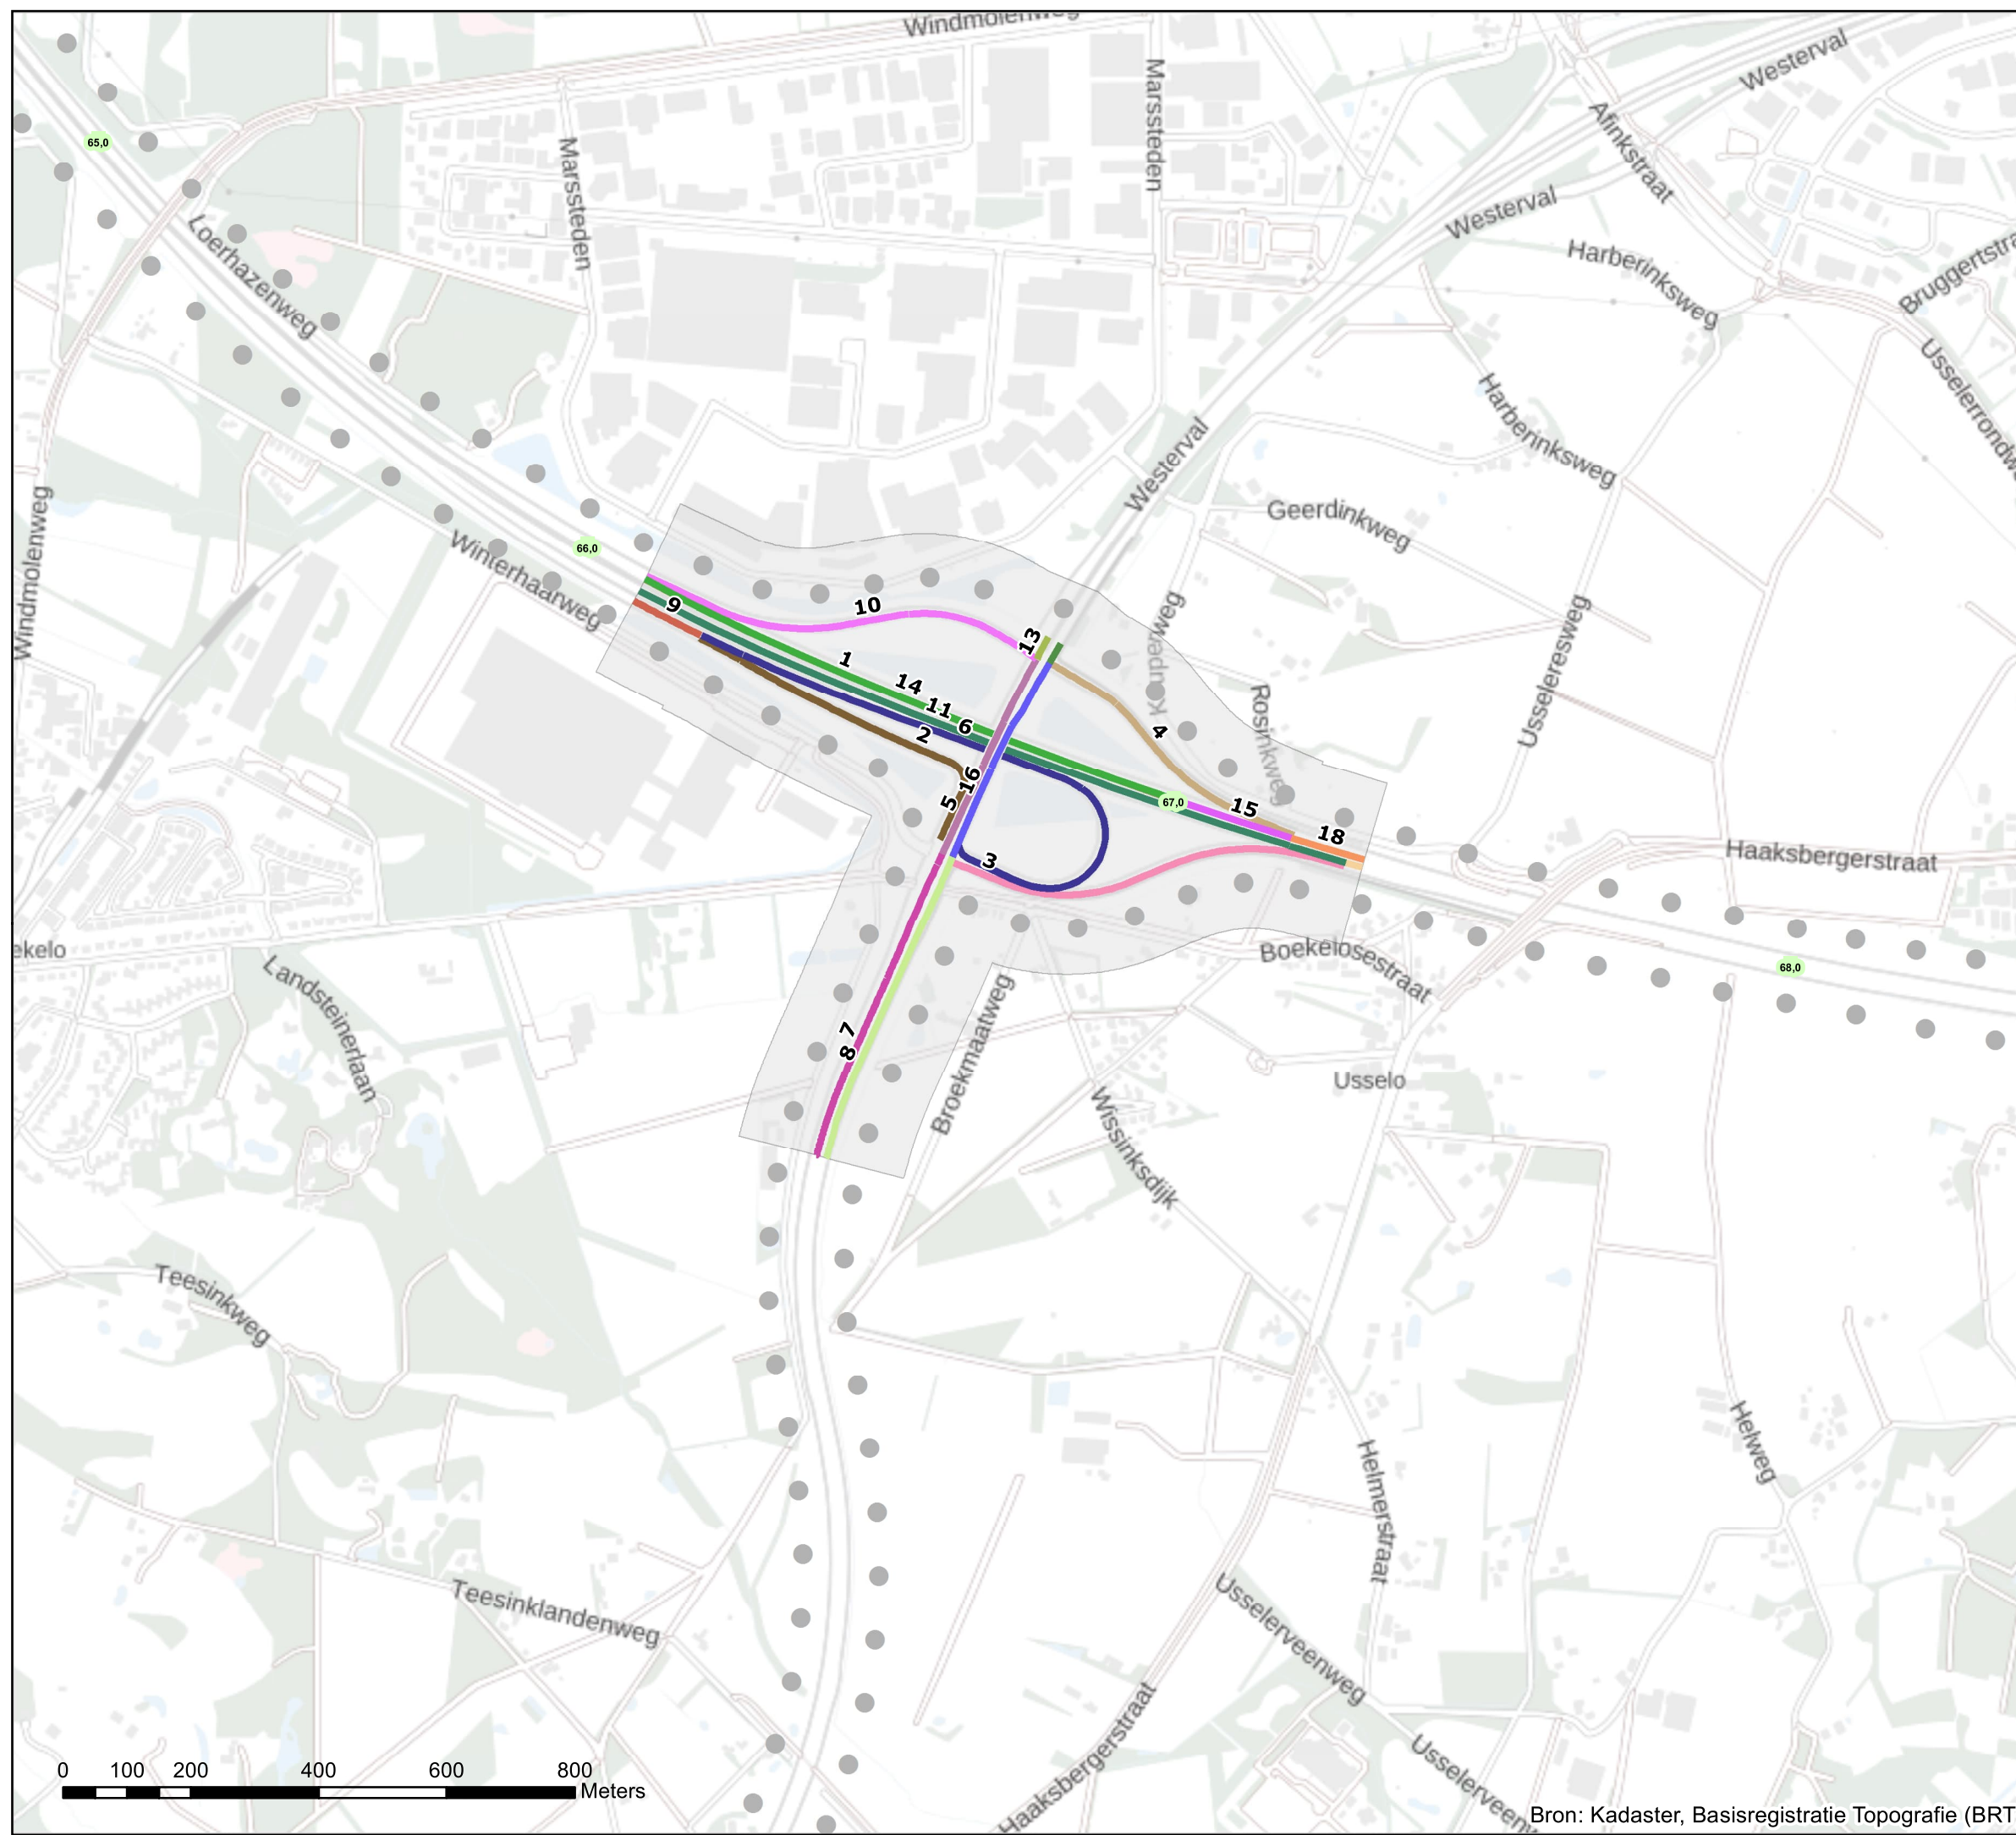 Windmolenweg
Westerval
Marssteden
Afinkstraat
65,0
Marssteden
Westerval
Loerhazenweg
Harberinksweg
Usselerrondw
Harberinksweg
Westerval
Windmolenweg
Geerdinkweg
66,0
Winterhaarweg
9
10
13
Kuipersweg
Usseleresweg
1
14
11
6
2
4
Rosinkweg
16
5
67,0
15
18
3
Haaksbergerstraat
ekelo
Landsteinerlaan
Boekelosestraat
68,0
7
8
Broekmaatweg
Usselo
Wissinksdijk
Teesinkweg
Helweg
Helmerstraat
Teesinklandenweg
Usselerveenweg
Haaksbergerstraat
Usselerveenw
0 100 200 400 600 800
Meters
Bron: Kadaster, Basisregistratie Topografie (BRT